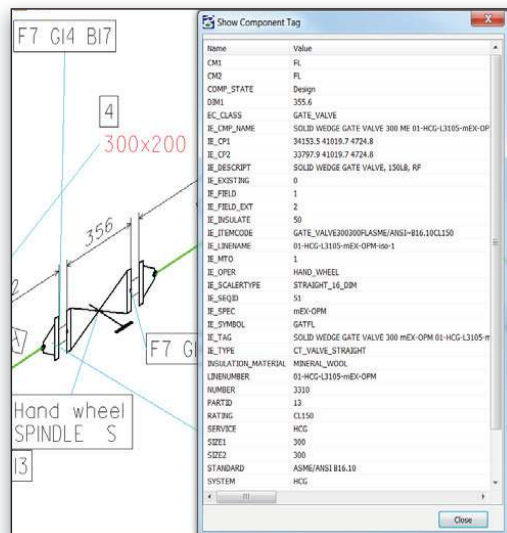 F7 G14 B17
4
300x200
356
2
F7 G
Hand wheel
SPINDLE S
13
Show Component Tag
Name Value
CM1 FL
CM2 FL
COMP_STATE Design
DIM1 355.6
EC_CLASS GATE_VALVE
IE_CMP_NAME SOLID WEDGE GATE VALVE 300 ME 01-HCG-L3105-mEX-OP
IE_CP1 34153.5 41019.7 4724.8
IE_CP2 33797.9 41019.7 4724.8
IE_DESCRIPT SOLID WEDGE GATE VALVE, 150LB, RF
IE_EXISTING 0
IE_FIELD 1
IE_FIELD_EXT 2
IE_INSULATE 50
IE_ITEMCODE GATE_VALVE300300FLASME/ANSI=B16.10CL150
IE_LINENAME 01-HCG-L3105-mEX-OPM-iso-1
IE_MTO 1
IE_OPER HAND_WHEEL
IE_SCALERTYPE STRAIGHT_16_DIM
IE_SEQID 51
IE_SPEC mEX-OPM
IE_SYMBOL GATFL
IE_TAG SOLID WEDGE GATE VALVE 300 mEX-OPM 01-HCG-L3105-m
IE_TYPE CT_VALVE_STRAIGHT
INSULATION_MATERIAL MINERAL_WOOL
LINENUMBER 01-HCG-L3105-mEX-OPM
NUMBER 3310
PARTID 13
RATING CL150
SERVICE HCG
SIZE1 300
SIZE2 300
STANDARD ASME/ANSI B16.10
SYSTEM HCG
Close